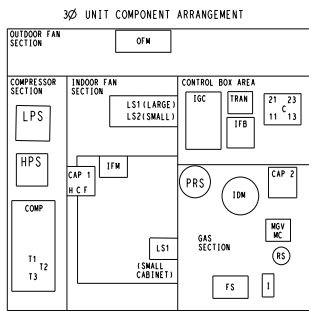 3Ø UNIT COMPONENT ARRANGEMENT
OUTDOOR FAN
SECTION
OFM
COMPRESSOR
SECTION
LPS
HPS
COMP
T1
T2
T3
INDOOR FAN
SECTION
LS1(LARGE)
LS2(SMALL)
IFM
CAP 1
H C F
LS1
(SMALL
CABINET)
CONTROL BOX AREA
IGC
TRAN
IFB
21 23
C
11 13
PRS
IDM
CAP 2
MGV
MC
GAS
SECTION
RS
FS
I